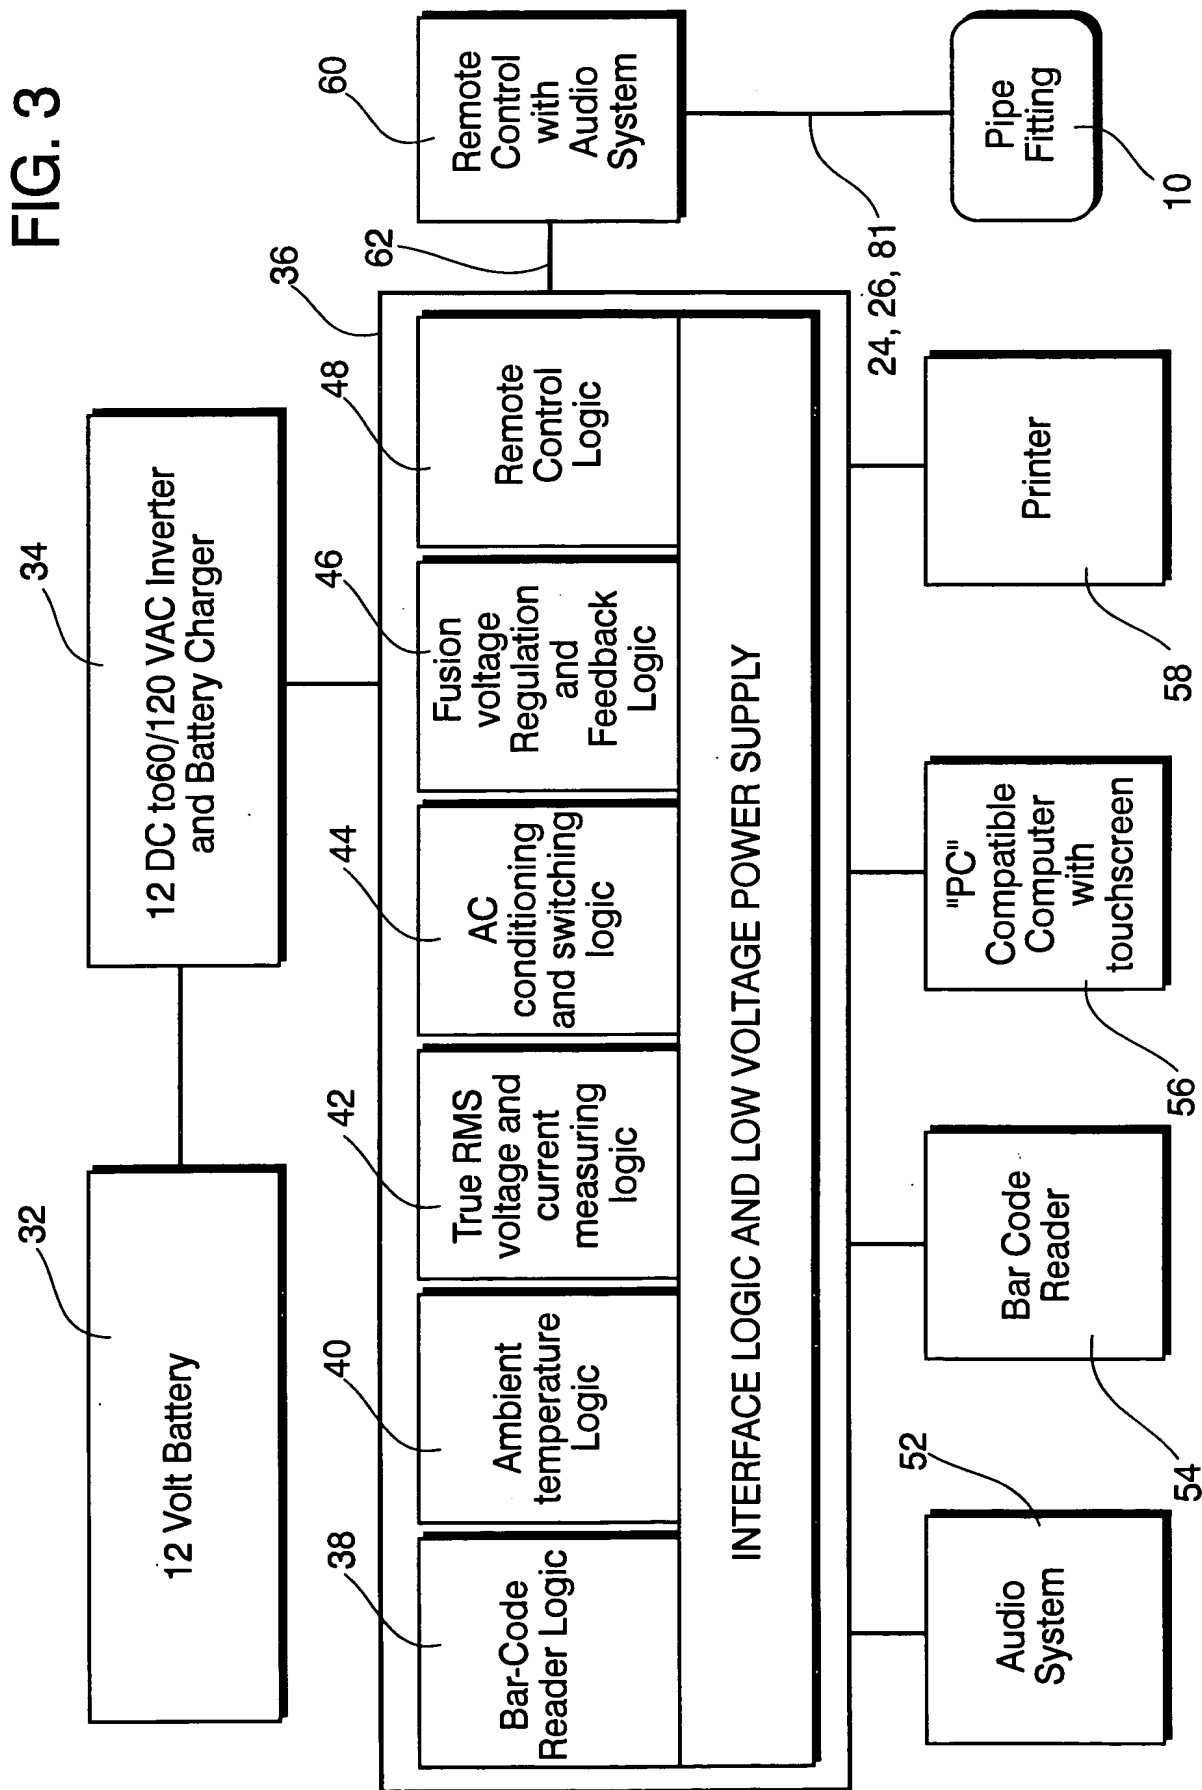 FIG. 3
32
12 Volt Battery
34
12 DC to60/120 VAC Inverter
and Battery Charger
36
38
Bar-Code
Reader Logic
40
Ambient
temperature
Logic
42
True RMS
voltage and
current
measuring
logic
44
AC
conditioning
and switching
logic
46
Fusion
voltage
Regulation
and
Feedback
Logic
48
Remote
Control
Logic
INTERFACE LOGIC AND LOW VOLTAGE POWER SUPPLY
62
60
Remote
Control
with
Audio
System
24, 26, 81
Pipe
Fitting
10
52
Audio
System
Bar Code
Reader
54
"PC"
Compatible
Computer
with
touchscreen
56
Printer
58